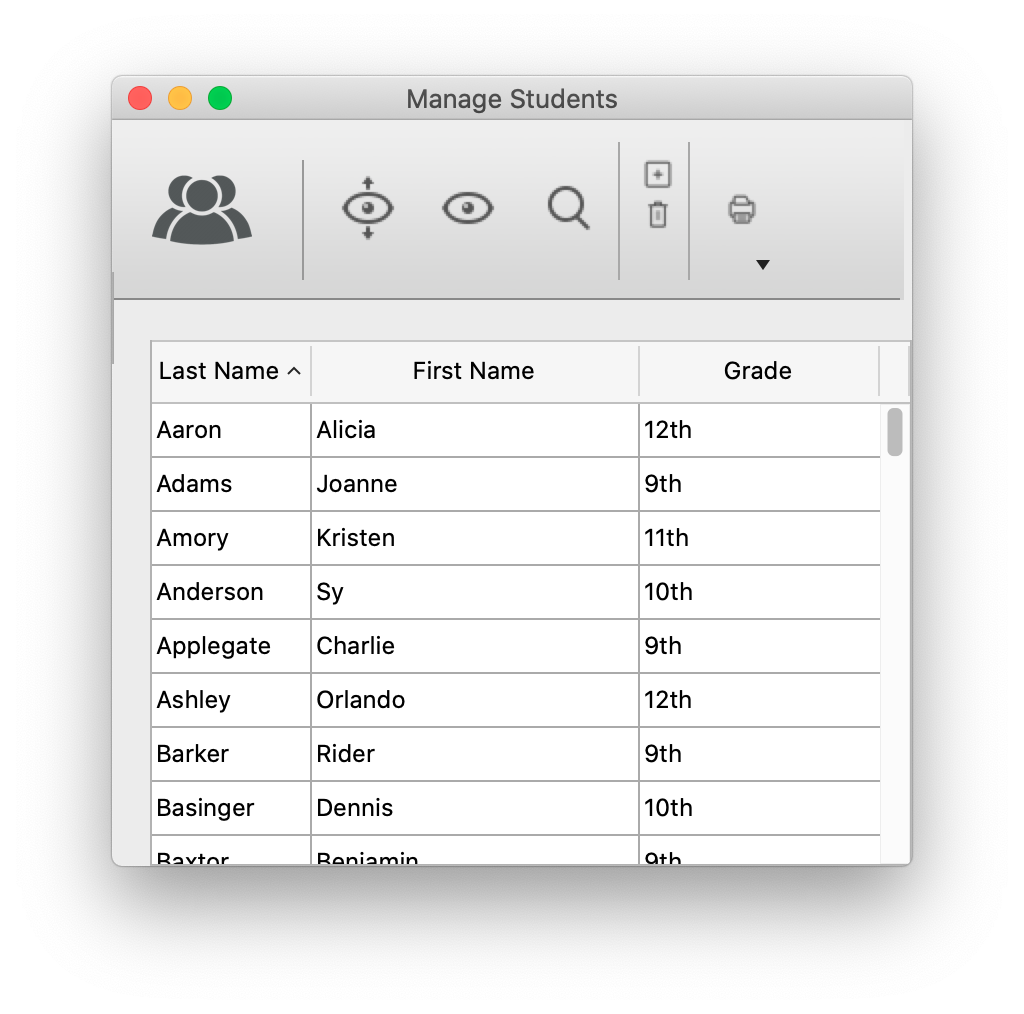 Manage Students
Last Name First Name Grade
Aaron Alicia 12th
Adams Joanne 9th
Amory Kristen 11th
Anderson Sy 10th
Applegate Charlie 9th
Ashley Orlando 12th
Barker Rider 9th
Basinger Dennis 10th
Baxtor Benjamin 9th